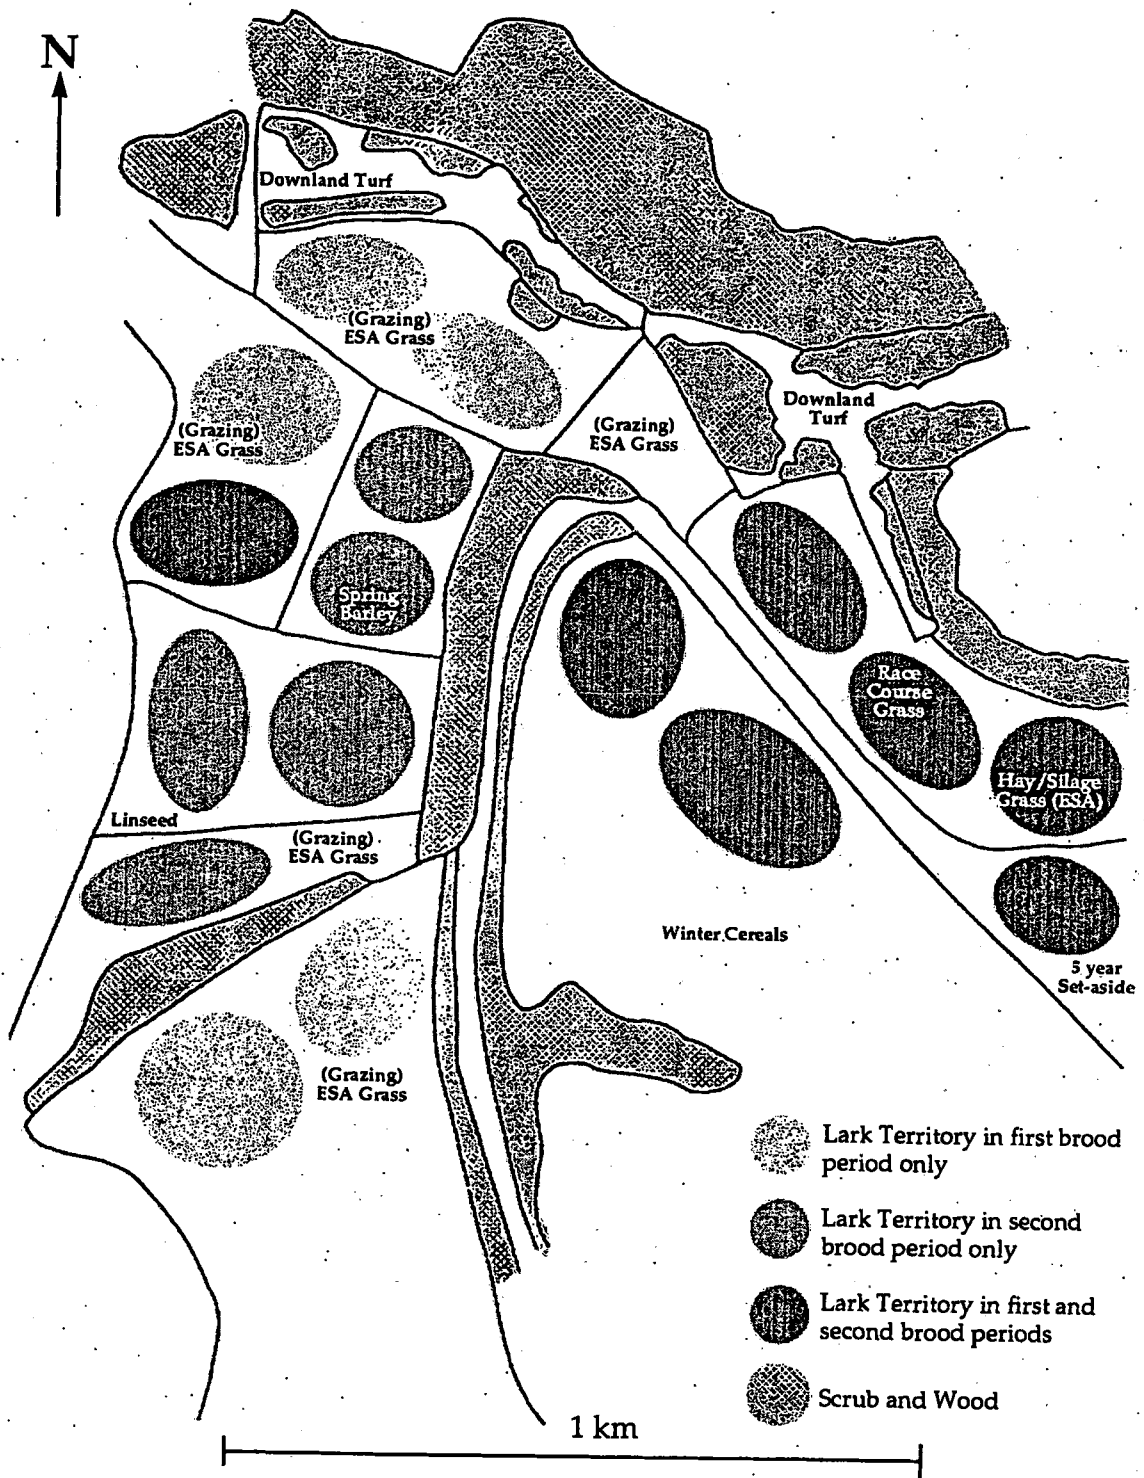 N
Downland Turf
(Grazing)
ESA Grass
(Grazing)
ESA Grass
(Grazing)
ESA Grass
Downland
Turf
Spring
Barley
Race
Course
Grass
Hay/Silage
Grass (ESA)
Linseed
(Grazing)
ESA Grass
Winter Cereals
5 year
Set-aside
(Grazing)
ESA Grass
Lark Territory in first brood
period only
Lark Territory in second
brood period only
Lark Territory in first and
second brood periods
Scrub and Wood
1 km